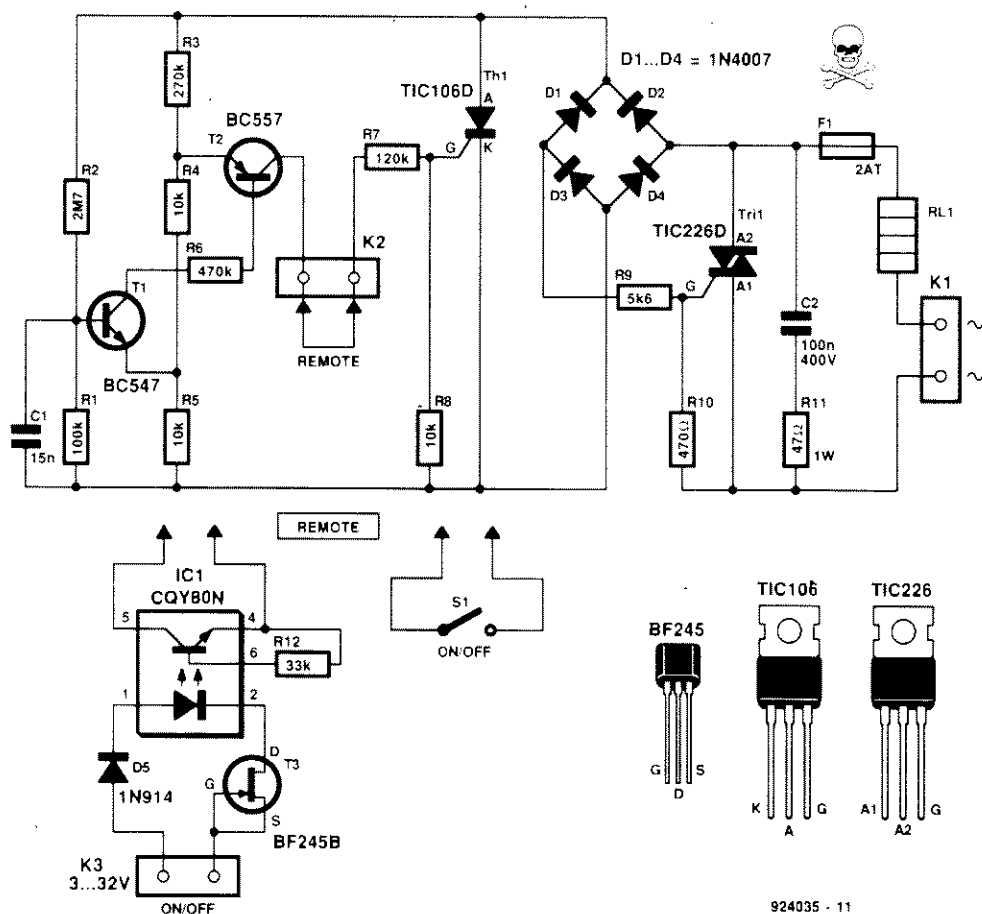 R3
270k
D1...D4 = 1N4007
Th1
TIC106D
A
D1
D2
BC557
F1
2AT
T2
R7
120k
G
K
R2
2M7
R4
10k
D3
D4
RL1
Tri1
TIC226D
A2
R6
470k
K2
K1
T1
R9
5k6
G
A1
C2
100n
400V
~
~
REMOTE
BC547
C1
15n
R1
100k
R5
10k
R8
10k
R10
470Ω
R11
47Ω
1W
REMOTE
IC1
CQY80N
5
4
S1
ON/OFF
R12
33k
6
1
2
TIC106
TIC226
BF245
D5
1N914
D
T3
G
S
BF245B
G
D
S
K
A
G
A1
A2
G
K3
3...32V
ON/OFF
924035 - 11